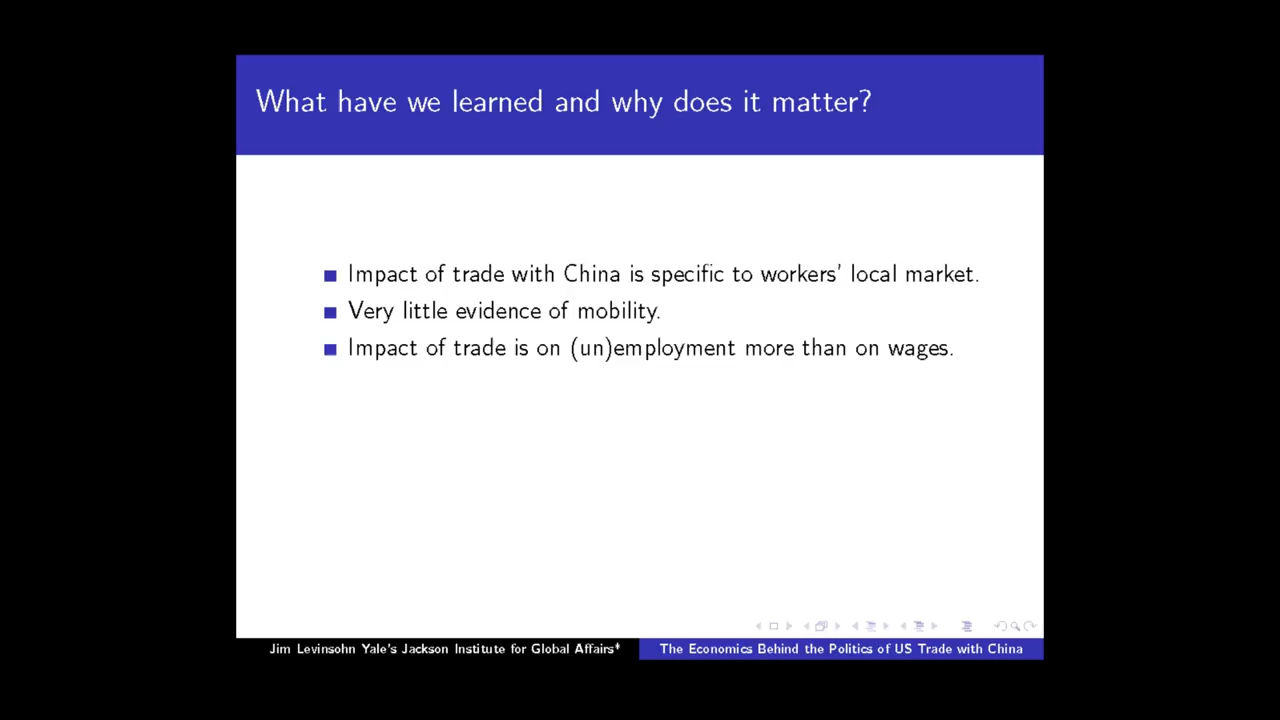 What have we learned and why does it matter?
Impact of trade with China is specific to workers' local market.
Very little evidence of mobility.
Impact of trade is on (un)employment more than on wages.
Jim Levinsohn Yale's Jackson Institute for Global Affairs*
The Economics Behind the Politics of US Trade with China